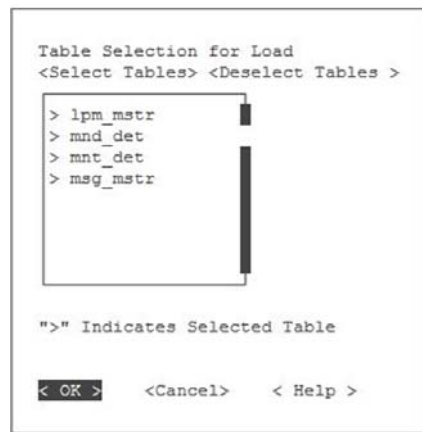 Table Selection for Load
<Select Tables> <Deselect Tables >
> lpm_mstr
> mnd_det
> mnt_det
> msg_mstr
">" Indicates Selected Table
< OK > <Cancel> < Help >